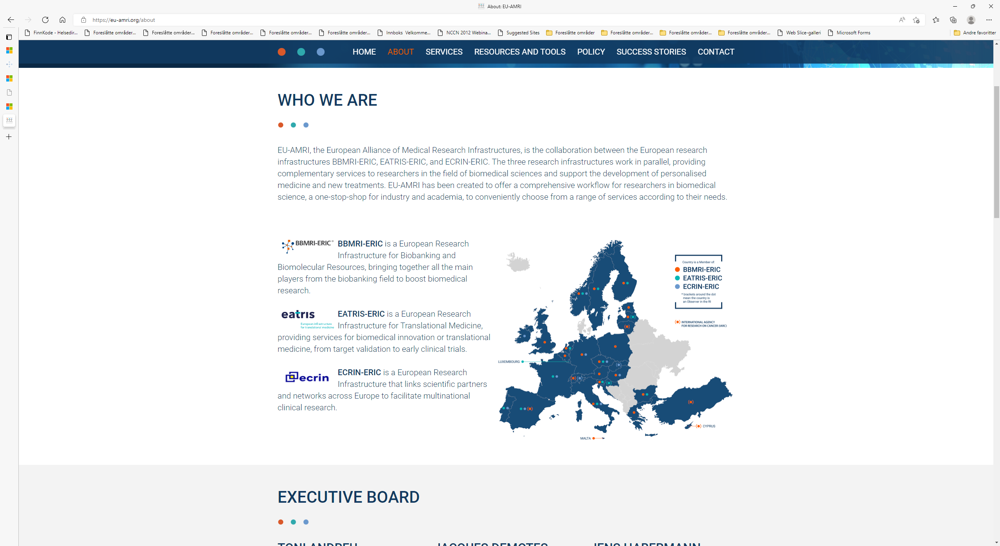 About: EU-AMRI
https://eu-amri.org/about
FinnKode - Helsedir...
Foreslåtte områder...
Foreslåtte områder...
Foreslåtte områder...
Foreslåtte områder...
Foreslåtte områder...
Innboks Velkomme...
NCCN 2012 Webina...
Suggested Sites
Foreslåtte områder
Foreslåtte områder...
Foreslåtte områder...
Foreslåtte områder...
Web Slice-galleri
Microsoft Forms
Andre favoritter
HOME ABOUT SERVICES RESOURCES AND TOOLS POLICY SUCCESS STORIES CONTACT
WHO WE ARE
EU-AMRI, the European Alliance of Medical Research Infrastructures, is the collaboration between the European research
infrastructures BBMRI-ERIC, EATRIS-ERIC, and ECRIN-ERIC. The three research infrastructures work in parallel, providing
complementary services to researchers in the field of biomedical sciences and support the development of personalised
medicine and new treatments. EU-AMRI has been created to offer a comprehensive workflow for researchers in biomedical
science, a one-stop-shop for industry and academia, to conveniently choose from a range of services according to their needs.
BBMRI-ERIC®
BBMRI-ERIC is a European Research
Infrastructure for Biobanking and
Biomolecular Resources, bringing together all the main
players from the biobanking field to boost biomedical
research.
eatris
European infrastructure
for translational medicine
EATRIS-ERIC is a European Research
Infrastructure for Translational Medicine,
providing services for biomedical innovation or translational
medicine, from target validation to early clinical trials.
ecrin
ECRIN-ERIC is a European Research
Infrastructure that links scientific partners
and networks across Europe to facilitate multinational
clinical research.
Country is a Member of:
BBMRI-ERIC
EATRIS-ERIC
ECRIN-ERIC
* brackets around the dot
mean the country is
an Observer in the RI
INTERNATIONAL AGENCY
FOR RESEARCH ON CANCER (IARC)
LUXEMBOURG
CYPRUS
MALTA
EXECUTIVE BOARD
TONI ANDREU
JACQUES DEMOTES
JENS HABERMANN